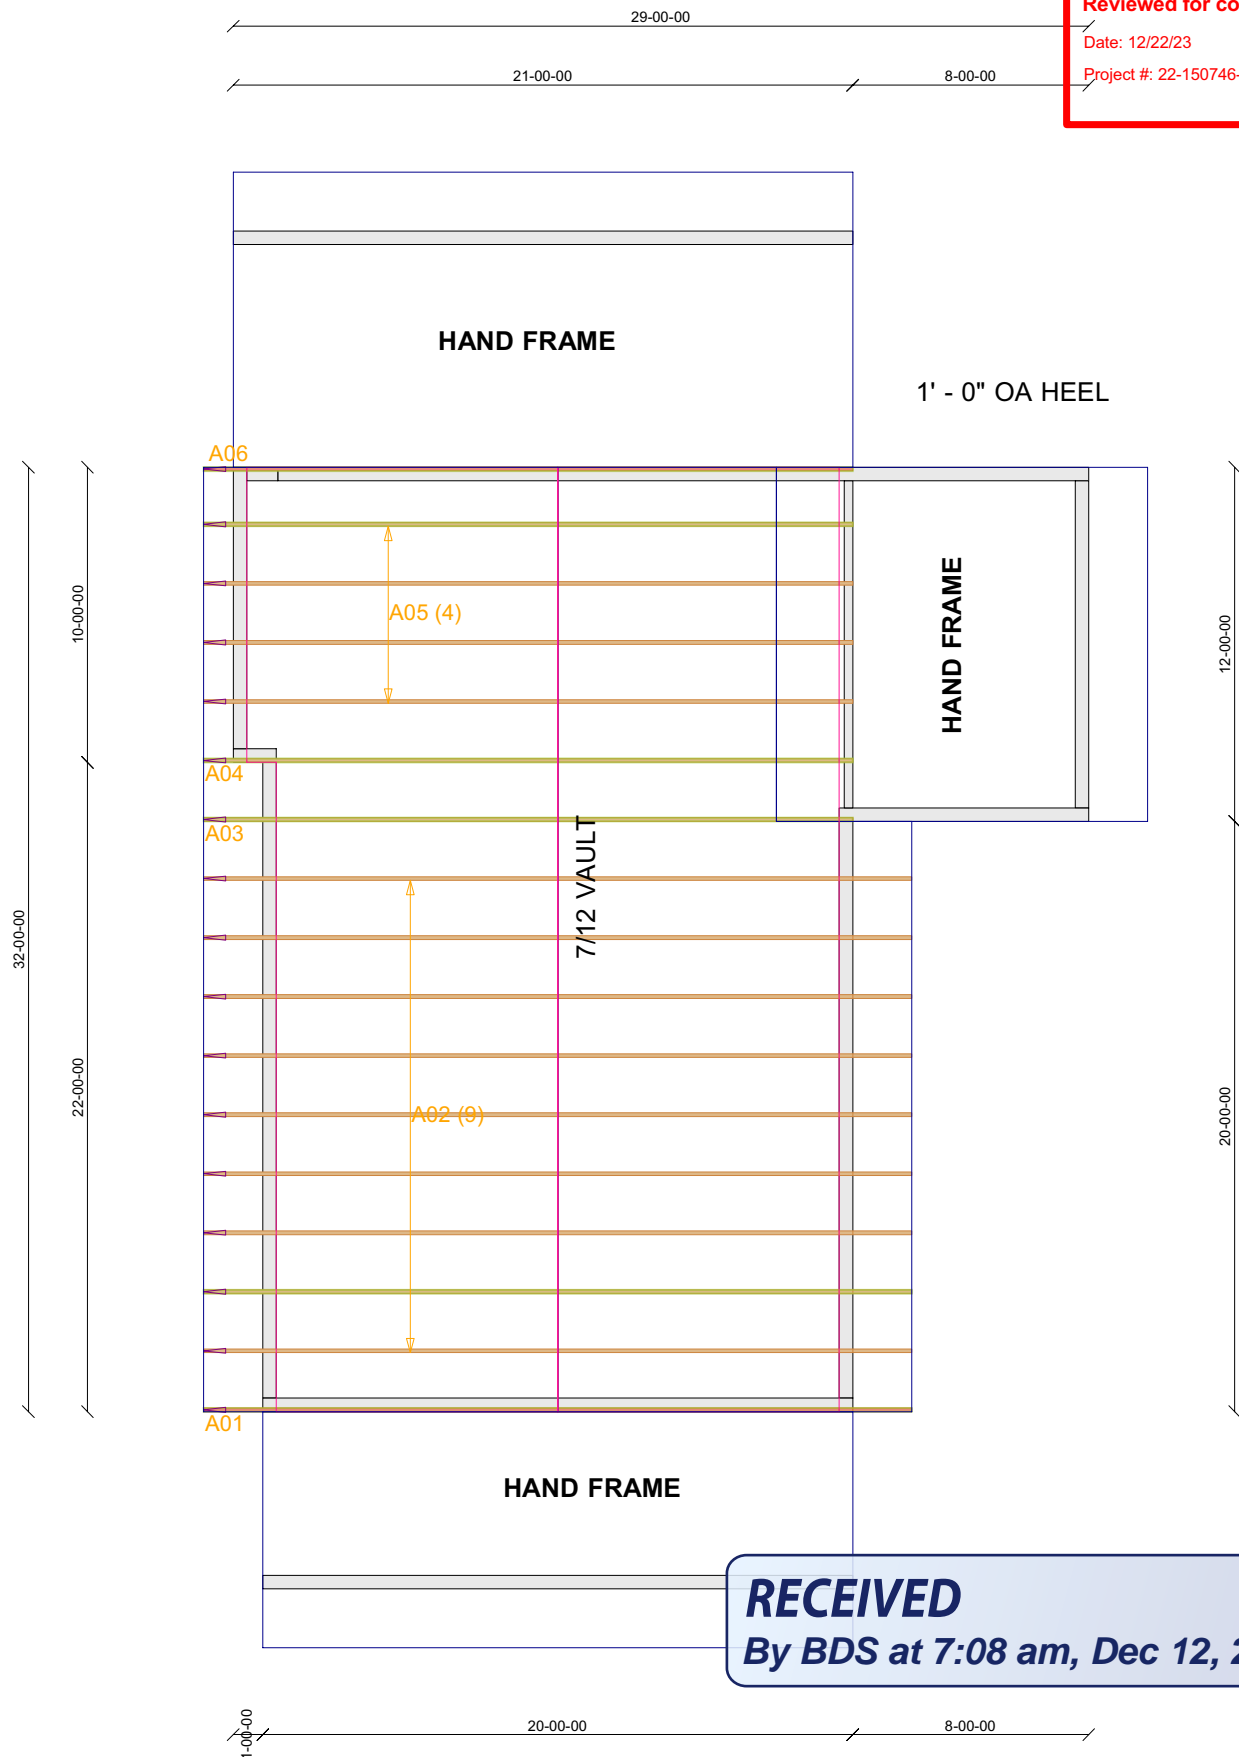 29-00-00
Reviewed for co
Date: 12/22/23
Project #: 22-150746-
21-00-00
8-00-00
HAND FRAME
1' - 0" OA HEEL
A06
A05 (4)
HAND FRAME
10-00-00
12-00-00
A04
A03
7/12 VAULT
32-00-00
22-00-00
A02 (9)
20-00-00
A01
HAND FRAME
RECEIVED
By BDS at 7:08 am, Dec 12, 2
1-00-00
20-00-00
8-00-00